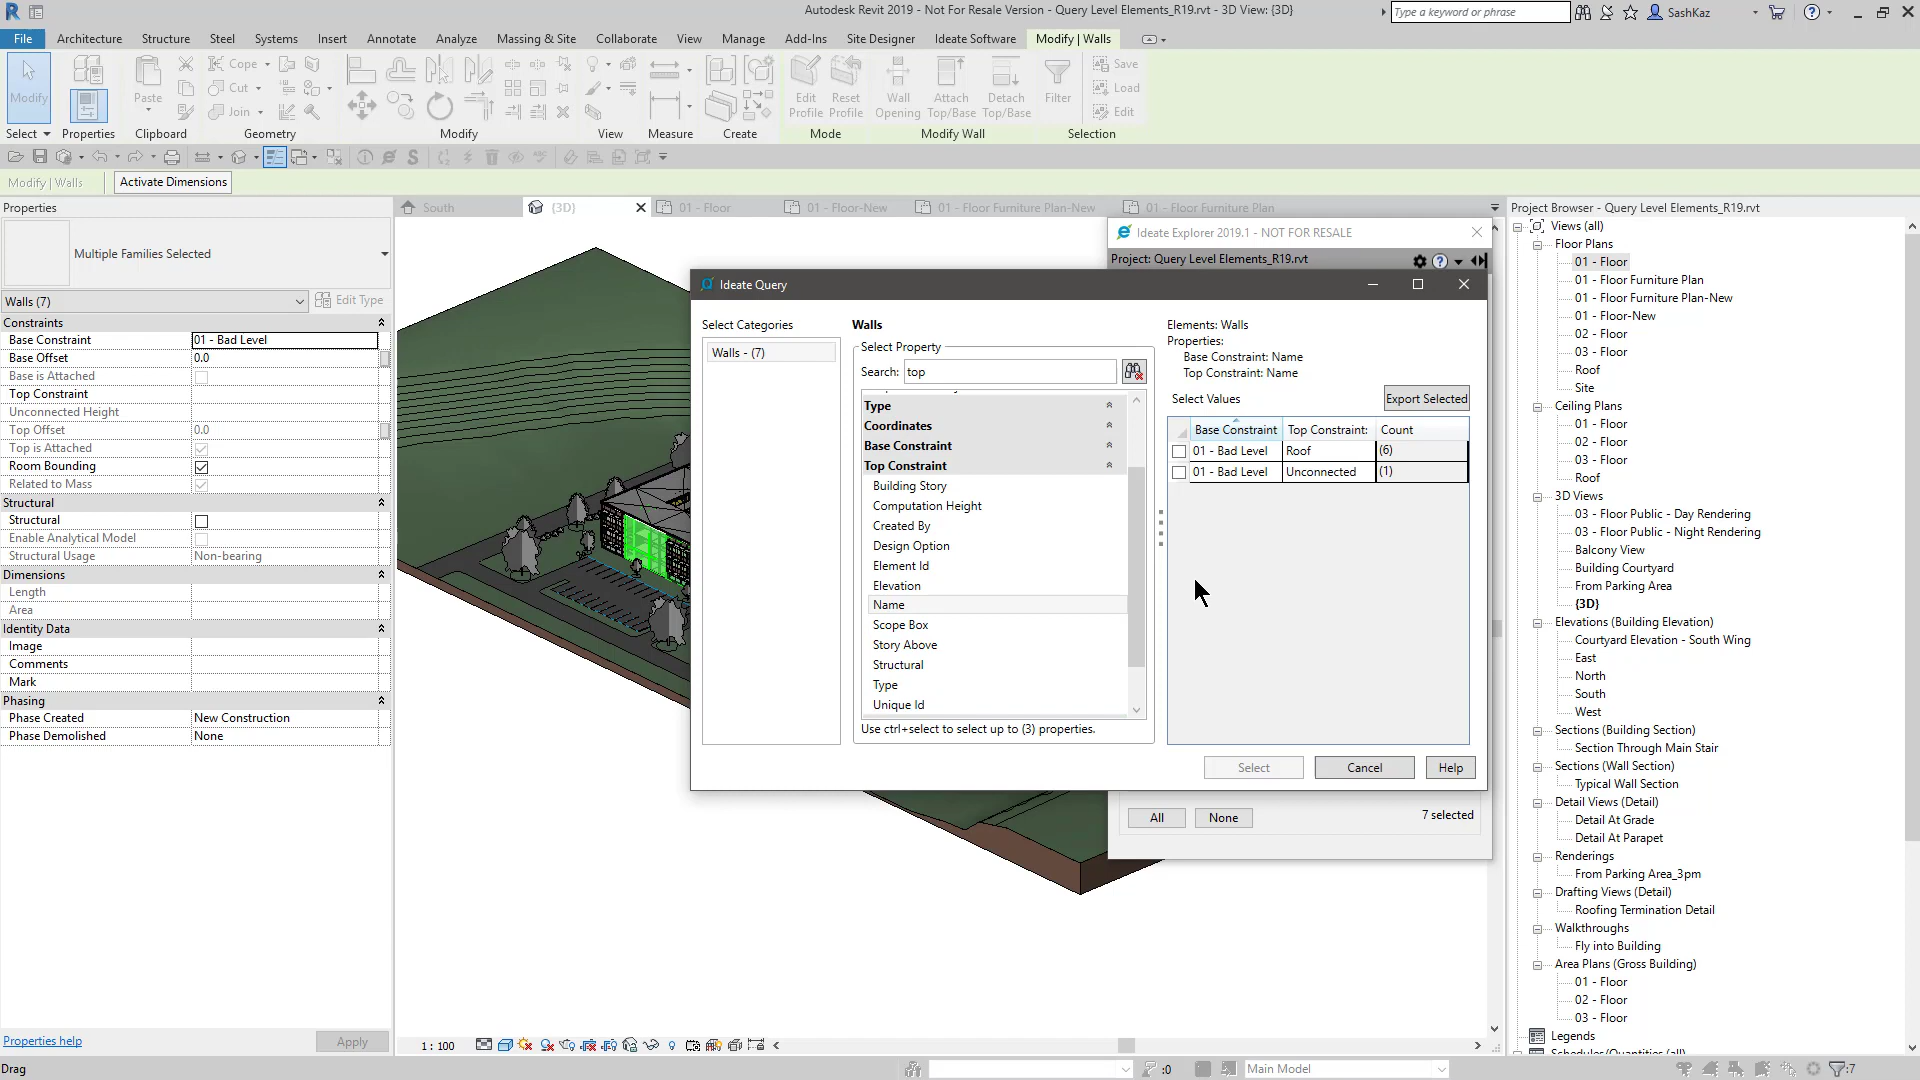 Autodesk Revit 2019 - Not For Resale Version - Query Level Elements_R19.rvt - 3D View: {3D}
Type a keyword or phrase
SashKaz
File Architecture Structure Steel Systems Insert Annotate Analyze Massing & Site Collaborate View Manage Add-Ins Site Designer Ideate Software Modify | Walls
Modify
Paste
Cope
Cut
Join
Edit Profile
Reset Profile
Wall Opening
Attach Top/Base
Detach Top/Base
Filter
Save
Load
Edit
Select Properties Clipboard Geometry Modify View Measure Create Mode Modify Wall Selection
Modify | Walls
Activate Dimensions
Properties
Multiple Families Selected
Walls (7)
Edit Type
Constraints
Base Constraint 01 - Bad Level
Base Offset 0.0
Base is Attached
Top Constraint
Unconnected Height
Top Offset 0.0
Top is Attached
Room Bounding
Related to Mass
Structural
Structural
Enable Analytical Model
Structural Usage Non-bearing
Dimensions
Length
Area
Identity Data
Image
Comments
Mark
Phasing
Phase Created New Construction
Phase Demolished None
Properties help
Apply
South {3D} 01 - Floor 01 - Floor-New 01 - Floor Furniture Plan-New 01 - Floor Furniture Plan
Ideate Explorer 2019.1 - NOT FOR RESALE
Project: Query Level Elements_R19.rvt
Ideate Query
Select Categories
Walls - (7)
Walls
Select Property
Search: top
Type
Coordinates
Base Constraint
Top Constraint
Building Story
Computation Height
Created By
Design Option
Element Id
Elevation
Name
Scope Box
Story Above
Structural
Type
Unique Id
Use ctrl+select to select up to (3) properties.
Elements: Walls
Properties:
Base Constraint: Name
Top Constraint: Name
Select Values
Export Selected
Base Constraint Top Constraint: Count
01 - Bad Level Roof (6)
01 - Bad Level Unconnected (1)
Select Cancel Help
All None
7 selected
Project Browser - Query Level Elements_R19.rvt
Views (all)
Floor Plans
01 - Floor
01 - Floor Furniture Plan
01 - Floor Furniture Plan-New
01 - Floor-New
02 - Floor
03 - Floor
Roof
Site
Ceiling Plans
01 - Floor
02 - Floor
03 - Floor
Roof
3D Views
03 - Floor Public - Day Rendering
03 - Floor Public - Night Rendering
Balcony View
Building Courtyard
From Parking Area
{3D}
Elevations (Building Elevation)
Courtyard Elevation - South Wing
East
North
South
West
Sections (Building Section)
Section Through Main Stair
Sections (Wall Section)
Typical Wall Section
Detail Views (Detail)
Detail At Grade
Detail At Parapet
Renderings
From Parking Area_3pm
Drafting Views (Detail)
Roofing Termination Detail
Walkthroughs
Fly into Building
Area Plans (Gross Building)
01 - Floor
02 - Floor
03 - Floor
Legends
Schedules/Quantities (all)
1 : 100
Drag
:0
Main Model
:7